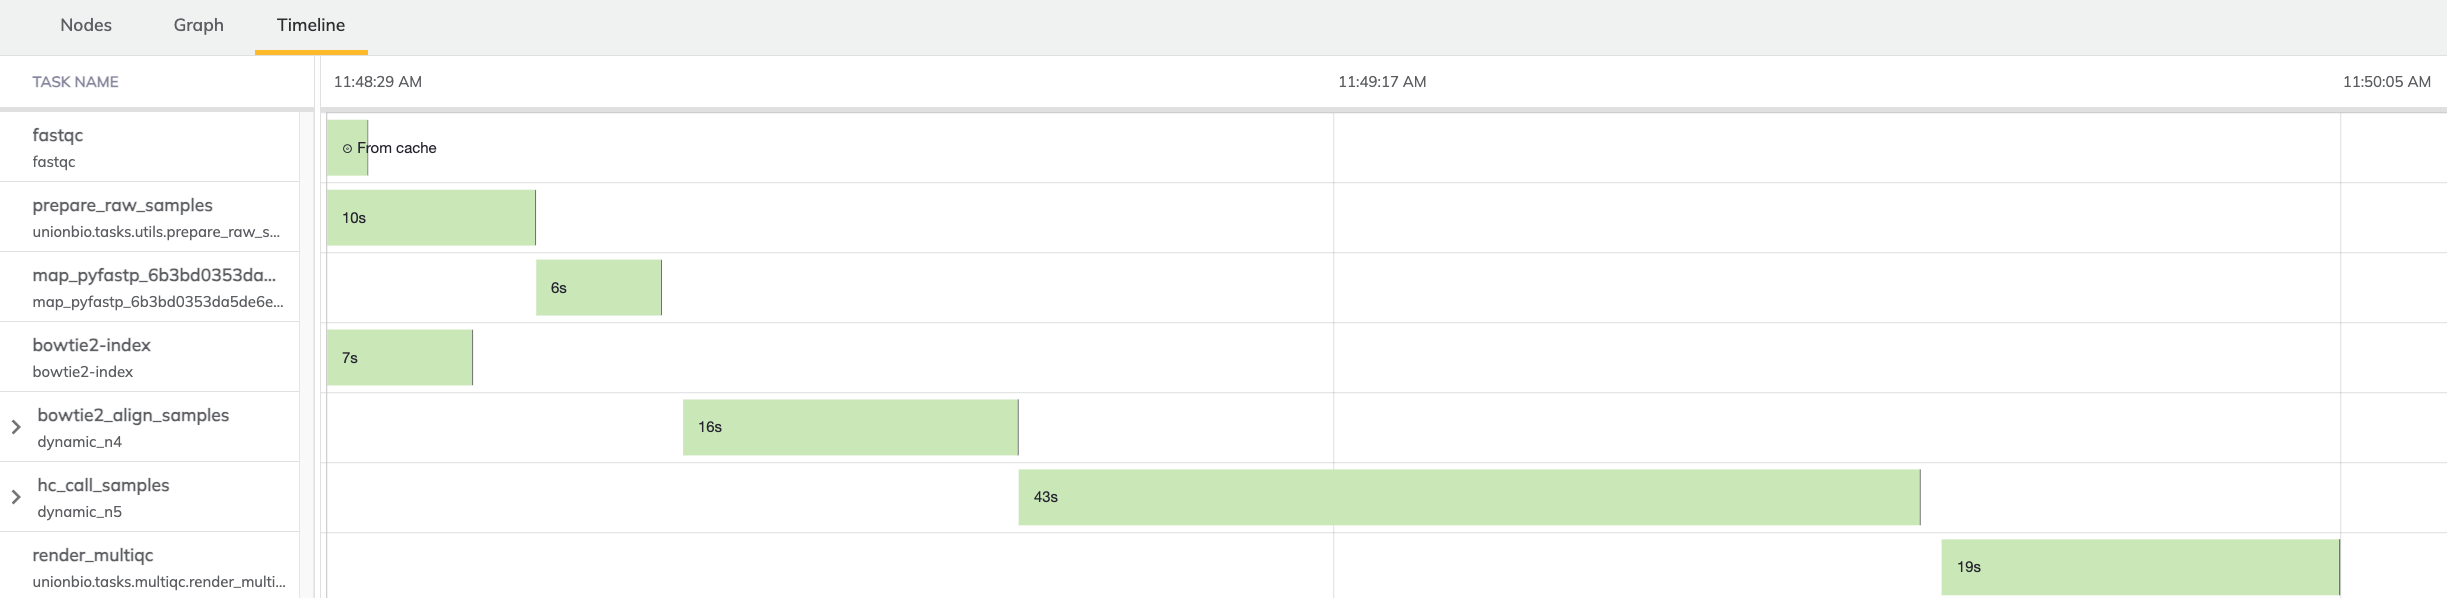 Nodes Graph Timeline
TASK NAME 11:48:29 AM 11:49:17 AM 11:50:05 AM
fastqc
fastqc
From cache
prepare_raw_samples
unionbio.tasks.utils.prepare_raw_s...
10s
map_pyfastp_6b3bd0353da...
map_pyfastp_6b3bd0353da5de6e...
6s
bowtie2-index
bowtie2-index
7s
bowtie2_align_samples
dynamic_n4
16s
hc_call_samples
dynamic_n5
43s
render_multiqc
unionbio.tasks.multiqc.render_multi...
19s